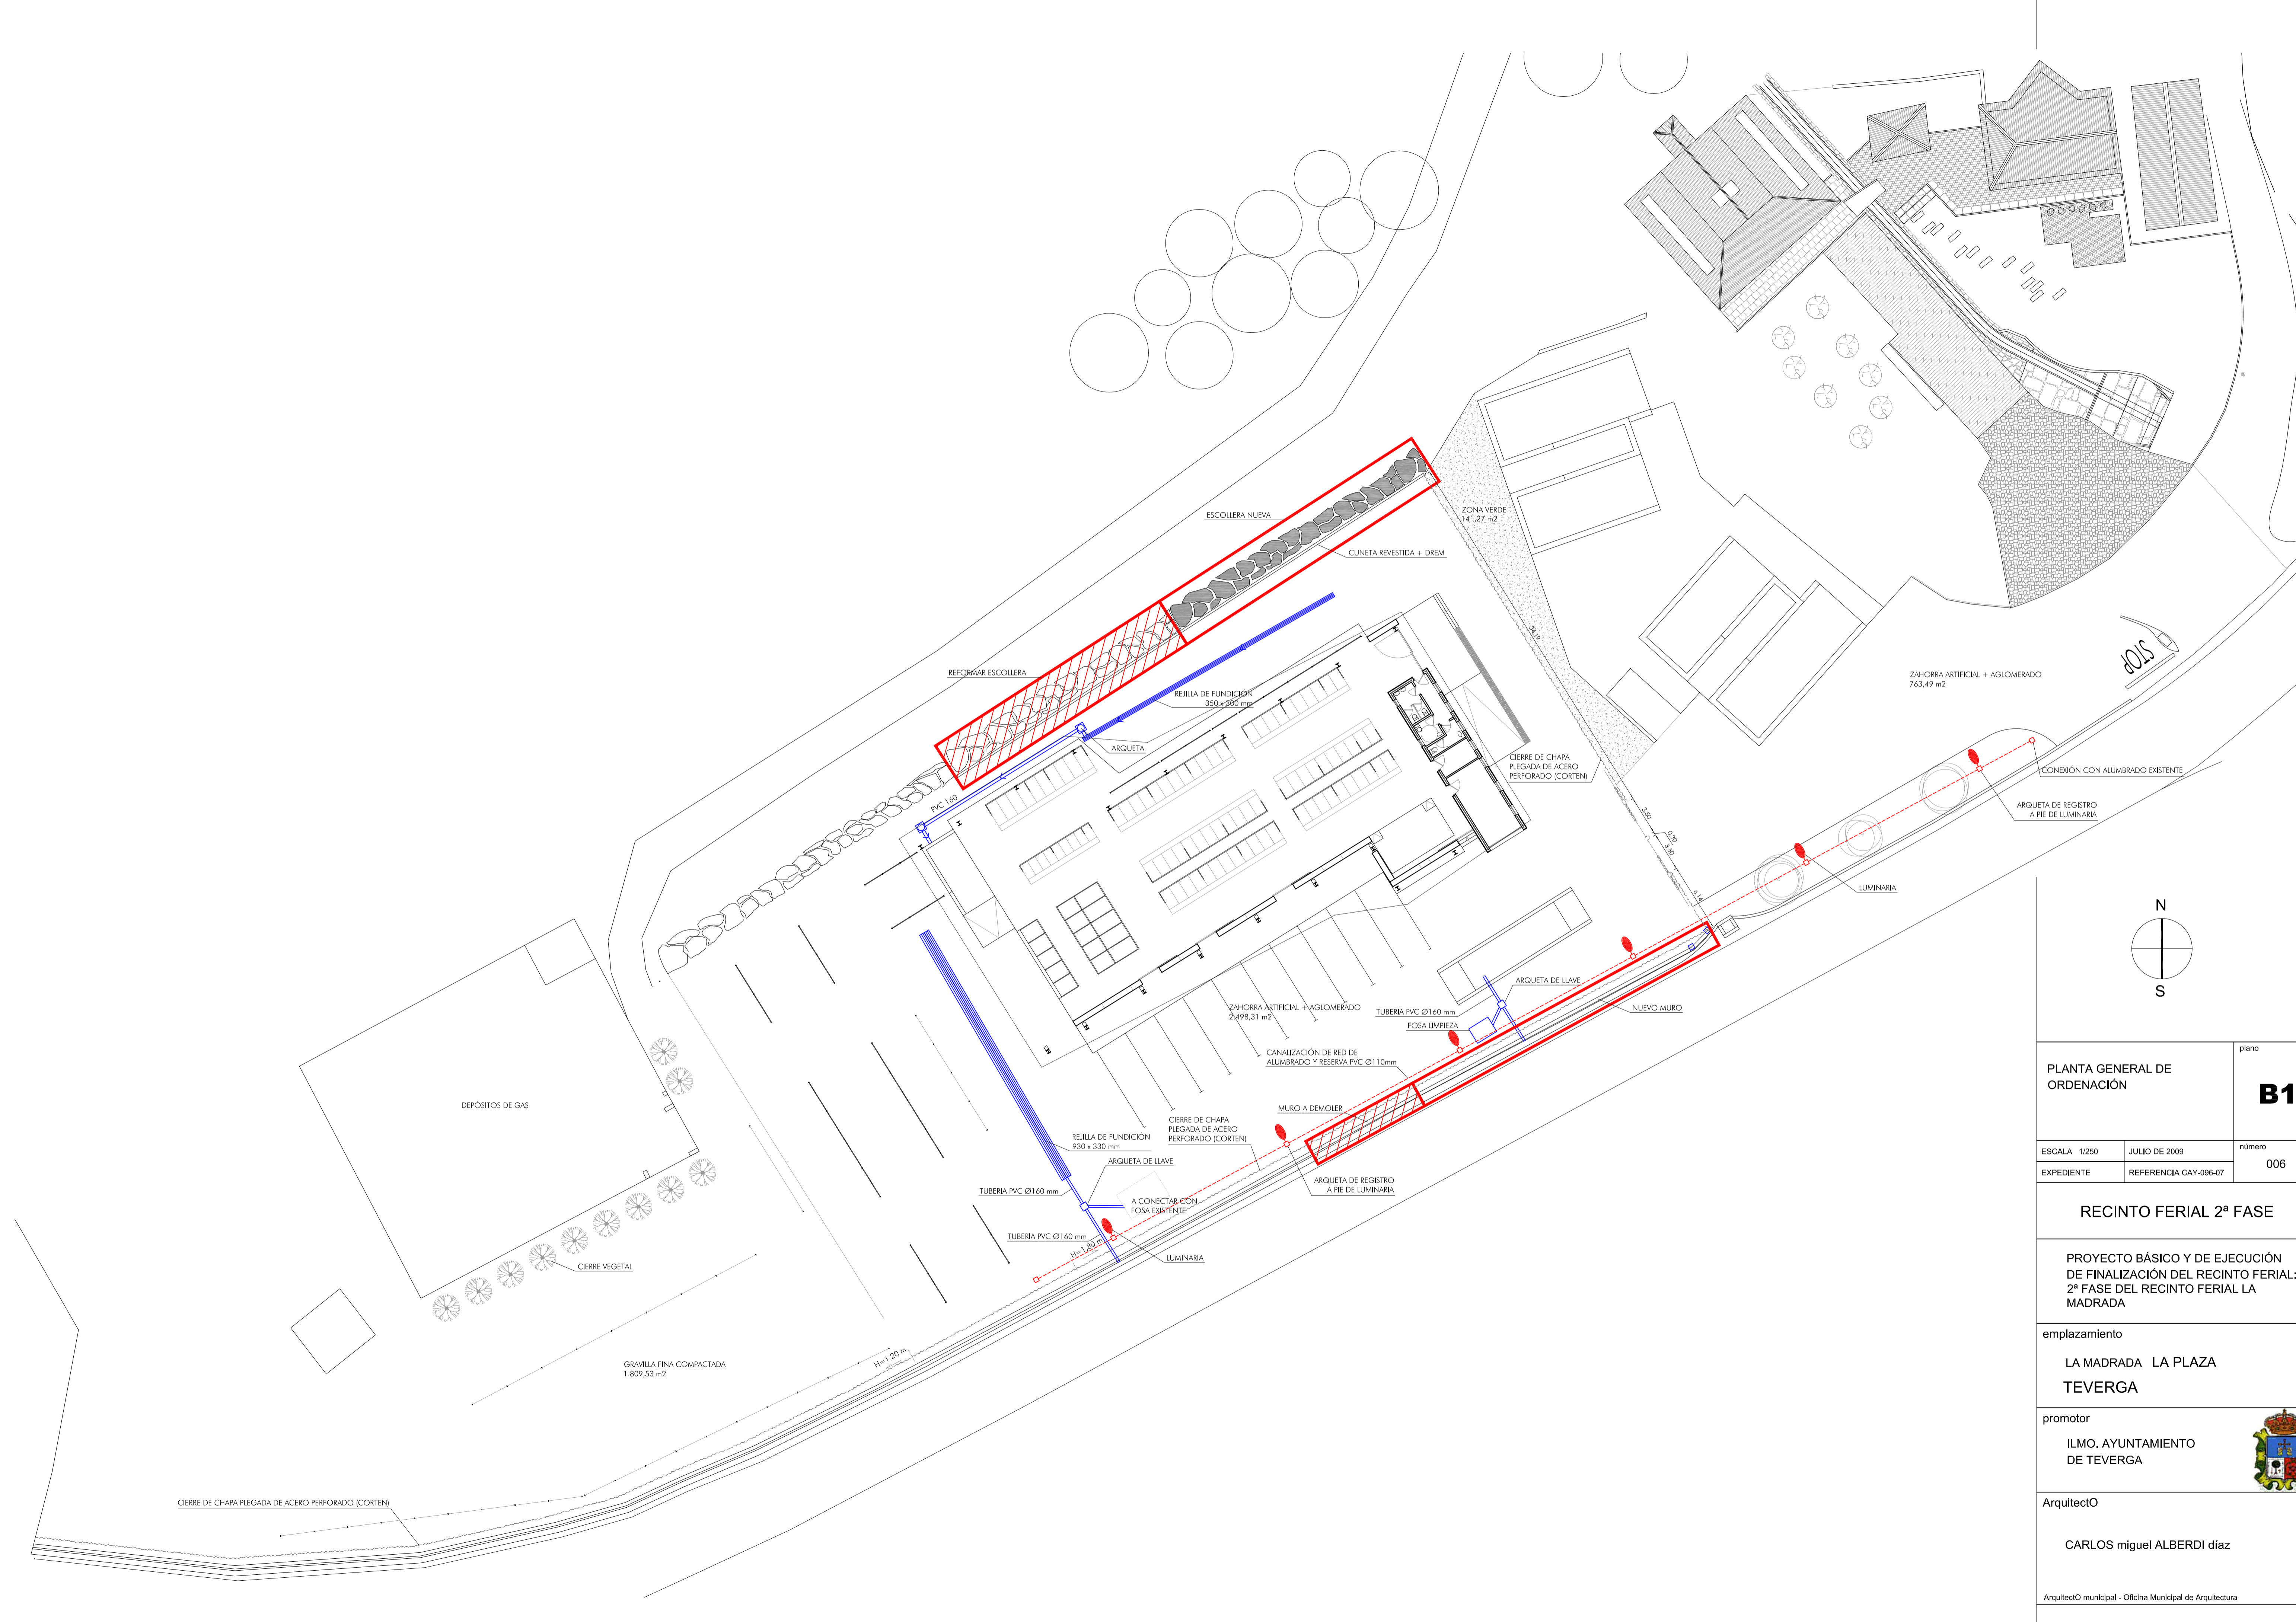 ESCOLLERA NUEVA
ZONA VERDE
141,27 m2
CUNETA REVESTIDA + DREM
34,19
REFORMAR ESCOLLERA
REJILLA DE FUNDICIÓN
350 x 300 mm
ARQUETA
PVC 160
STOP
ZAHORRA ARTIFICIAL + AGLOMERADO
763,49 m2
CIERRE DE CHAPA
PLEGADA DE ACERO
PERFORADO (CORTEN)
CONEXIÓN CON ALUMBRADO EXISTENTE
ARQUETA DE REGISTRO
A PIE DE LUMINARIA
3,50
0,30
3,50
6,14
LUMINARIA
ARQUETA DE LLAVE
TUBERIA PVC Ø160 mm
FOSA LIMPIEZA
NUEVO MURO
ZAHORRA ARTIFICIAL + AGLOMERADO
2.498,31 m2
CANALIZACIÓN DE RED DE
ALUMBRADO Y RESERVA PVC Ø110mm
MURO A DEMOLER
CIERRE DE CHAPA
PLEGADA DE ACERO
PERFORADO (CORTEN)
REJILLA DE FUNDICIÓN
930 x 330 mm
ARQUETA DE LLAVE
TUBERIA PVC Ø160 mm
A CONECTAR CON
FOSA EXISTENTE
ARQUETA DE REGISTRO
A PIE DE LUMINARIA
TUBERIA PVC Ø160 mm
H=1,80 m
LUMINARIA
DEPÓSITOS DE GAS
CIERRE VEGETAL
GRAVILLA FINA COMPACTADA
1.809,53 m2
H=1,20 m
CIERRE DE CHAPA PLEGADA DE ACERO PERFORADO (CORTEN)
N
S
PLANTA GENERAL DE
ORDENACIÓN
plano
B1
ESCALA 1/250
JULIO DE 2009
número
006
EXPEDIENTE
REFERENCIA CAY-096-07
RECINTO FERIAL 2ª FASE
PROYECTO BÁSICO Y DE EJECUCIÓN
DE FINALIZACIÓN DEL RECINTO FERIAL:
2ª FASE DEL RECINTO FERIAL LA
MADRADA
emplazamiento
LA MADRADA LA PLAZA
TEVERGA
promotor
ILMO. AYUNTAMIENTO
DE TEVERGA
ArquitectO
CARLOS miguel ALBERDI díaz
ArquitectO municipal - Oficina Municipal de Arquitectura